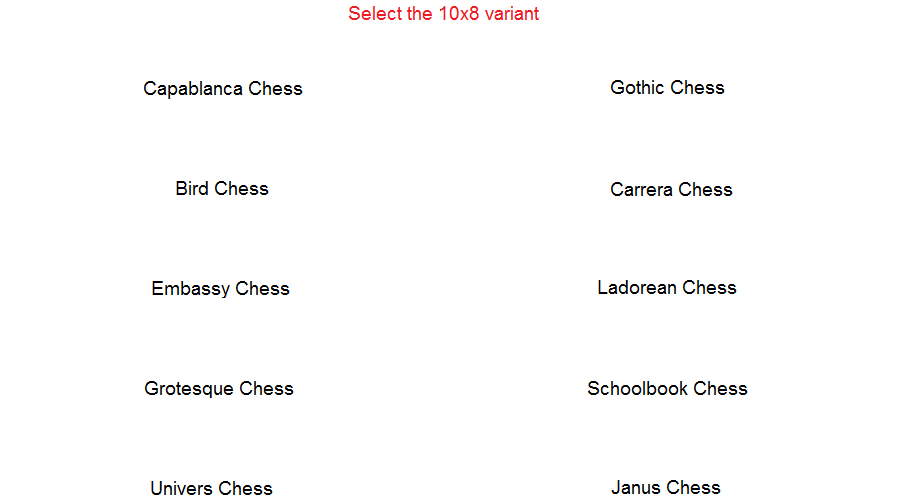 Select the 10x8 variant
Capablanca Chess
Gothic Chess
Bird Chess
Carrera Chess
Embassy Chess
Ladorean Chess
Grotesque Chess
Schoolbook Chess
Univers Chess
Janus Chess